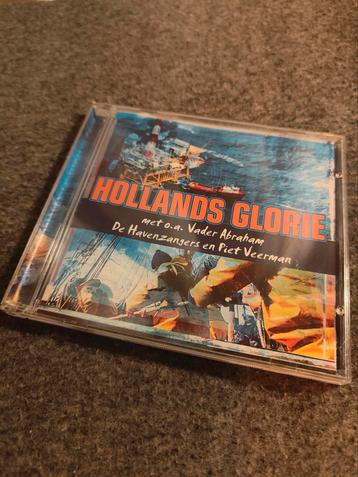 HOLLANDS GLORIE
met o.a. Vader Abraham
De Havenzangers en Piet Veerman